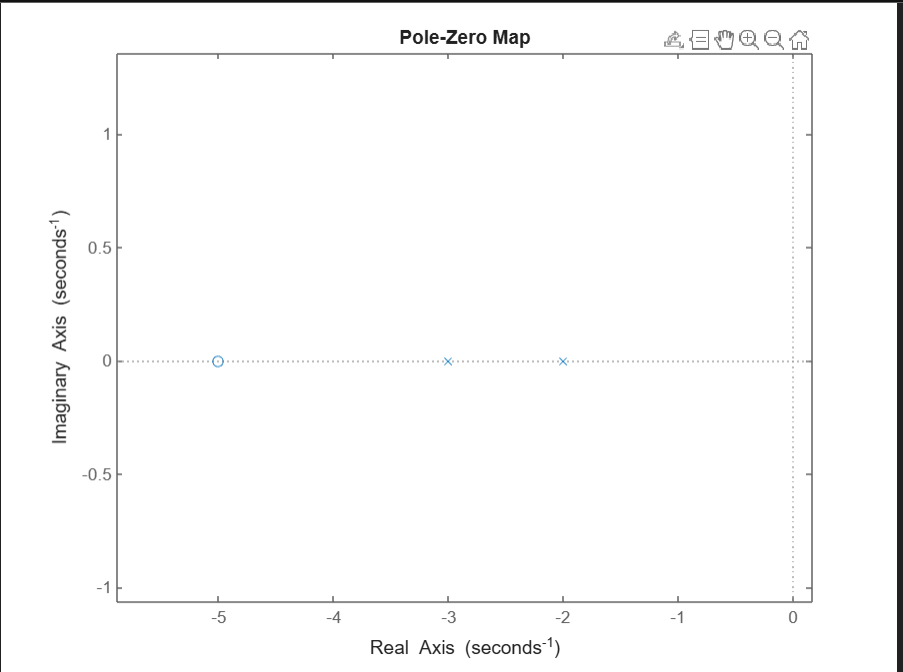 Pole-Zero Map
Imaginary Axis (seconds⁻¹)
1
0.5
0
-0.5
-1
-5 -4 -3 -2 -1 0
Real Axis (seconds⁻¹)